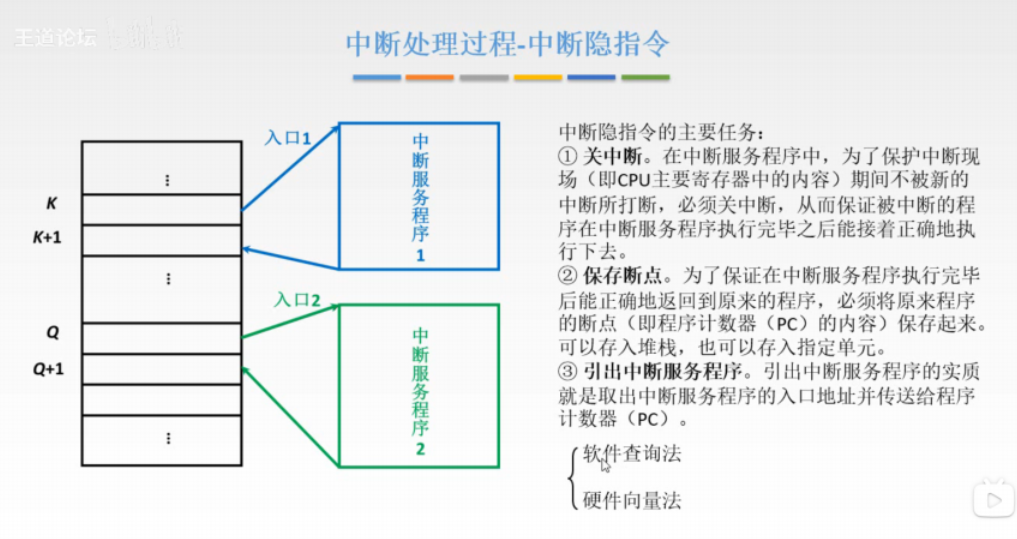 王道论坛
中断处理过程-中断隐指令
入口1
中断服务程序1
K
K+1
Q
Q+1
入口2
中断服务程序2
中断隐指令的主要任务：
① 关中断。在中断服务程序中，为了保护中断现
场（即CPU主要寄存器中的内容）期间不被新的
中断所打断，必须关中断，从而保证被中断的程
序在中断服务程序执行完毕之后能接着正确地执
行下去。
② 保存断点。为了保证在中断服务程序执行完毕
后能正确地返回到原来的程序，必须将原来程序
的断点（即程序计数器（PC）的内容）保存起来。
可以存入堆栈，也可以存入指定单元。
③ 引出中断服务程序。引出中断服务程序的实质
就是取出中断服务程序的入口地址并传送给程序
计数器（PC）。
软件查询法
硬件向量法